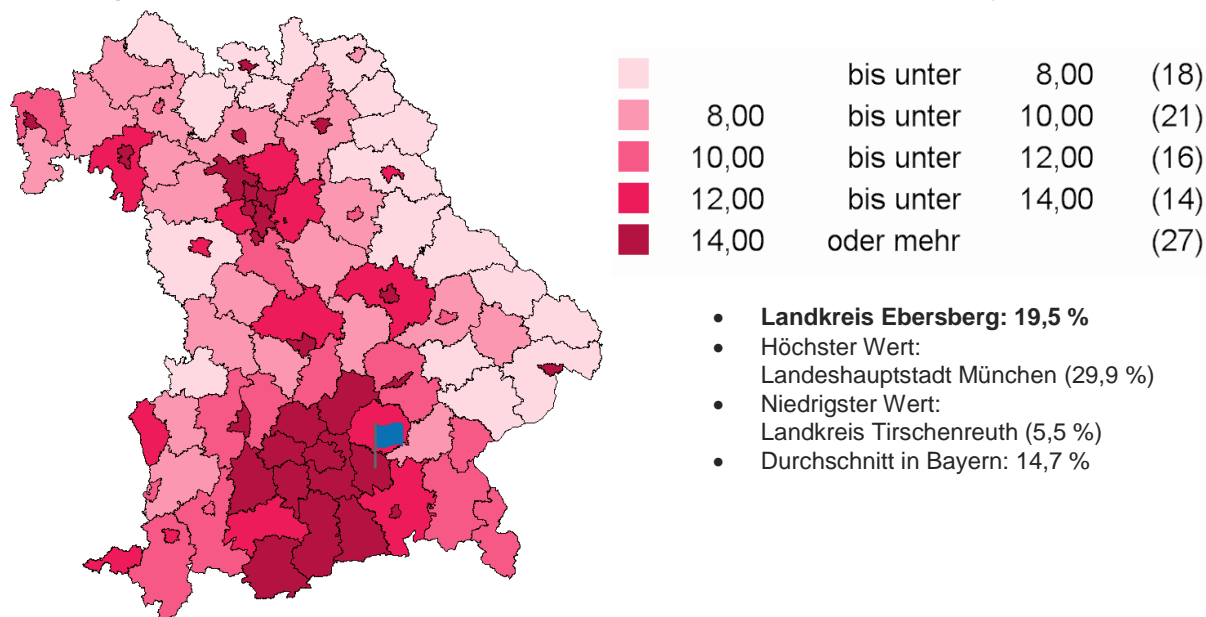 bis unter 8,00 (18)
8,00 bis unter 10,00 (21)
10,00 bis unter 12,00 (16)
12,00 bis unter 14,00 (14)
14,00 oder mehr (27)
• Landkreis Ebersberg: 19,5 %
• Höchster Wert:
Landeshauptstadt München (29,9 %)
• Niedrigster Wert:
Landkreis Tirschenreuth (5,5 %)
• Durchschnitt in Bayern: 14,7 %